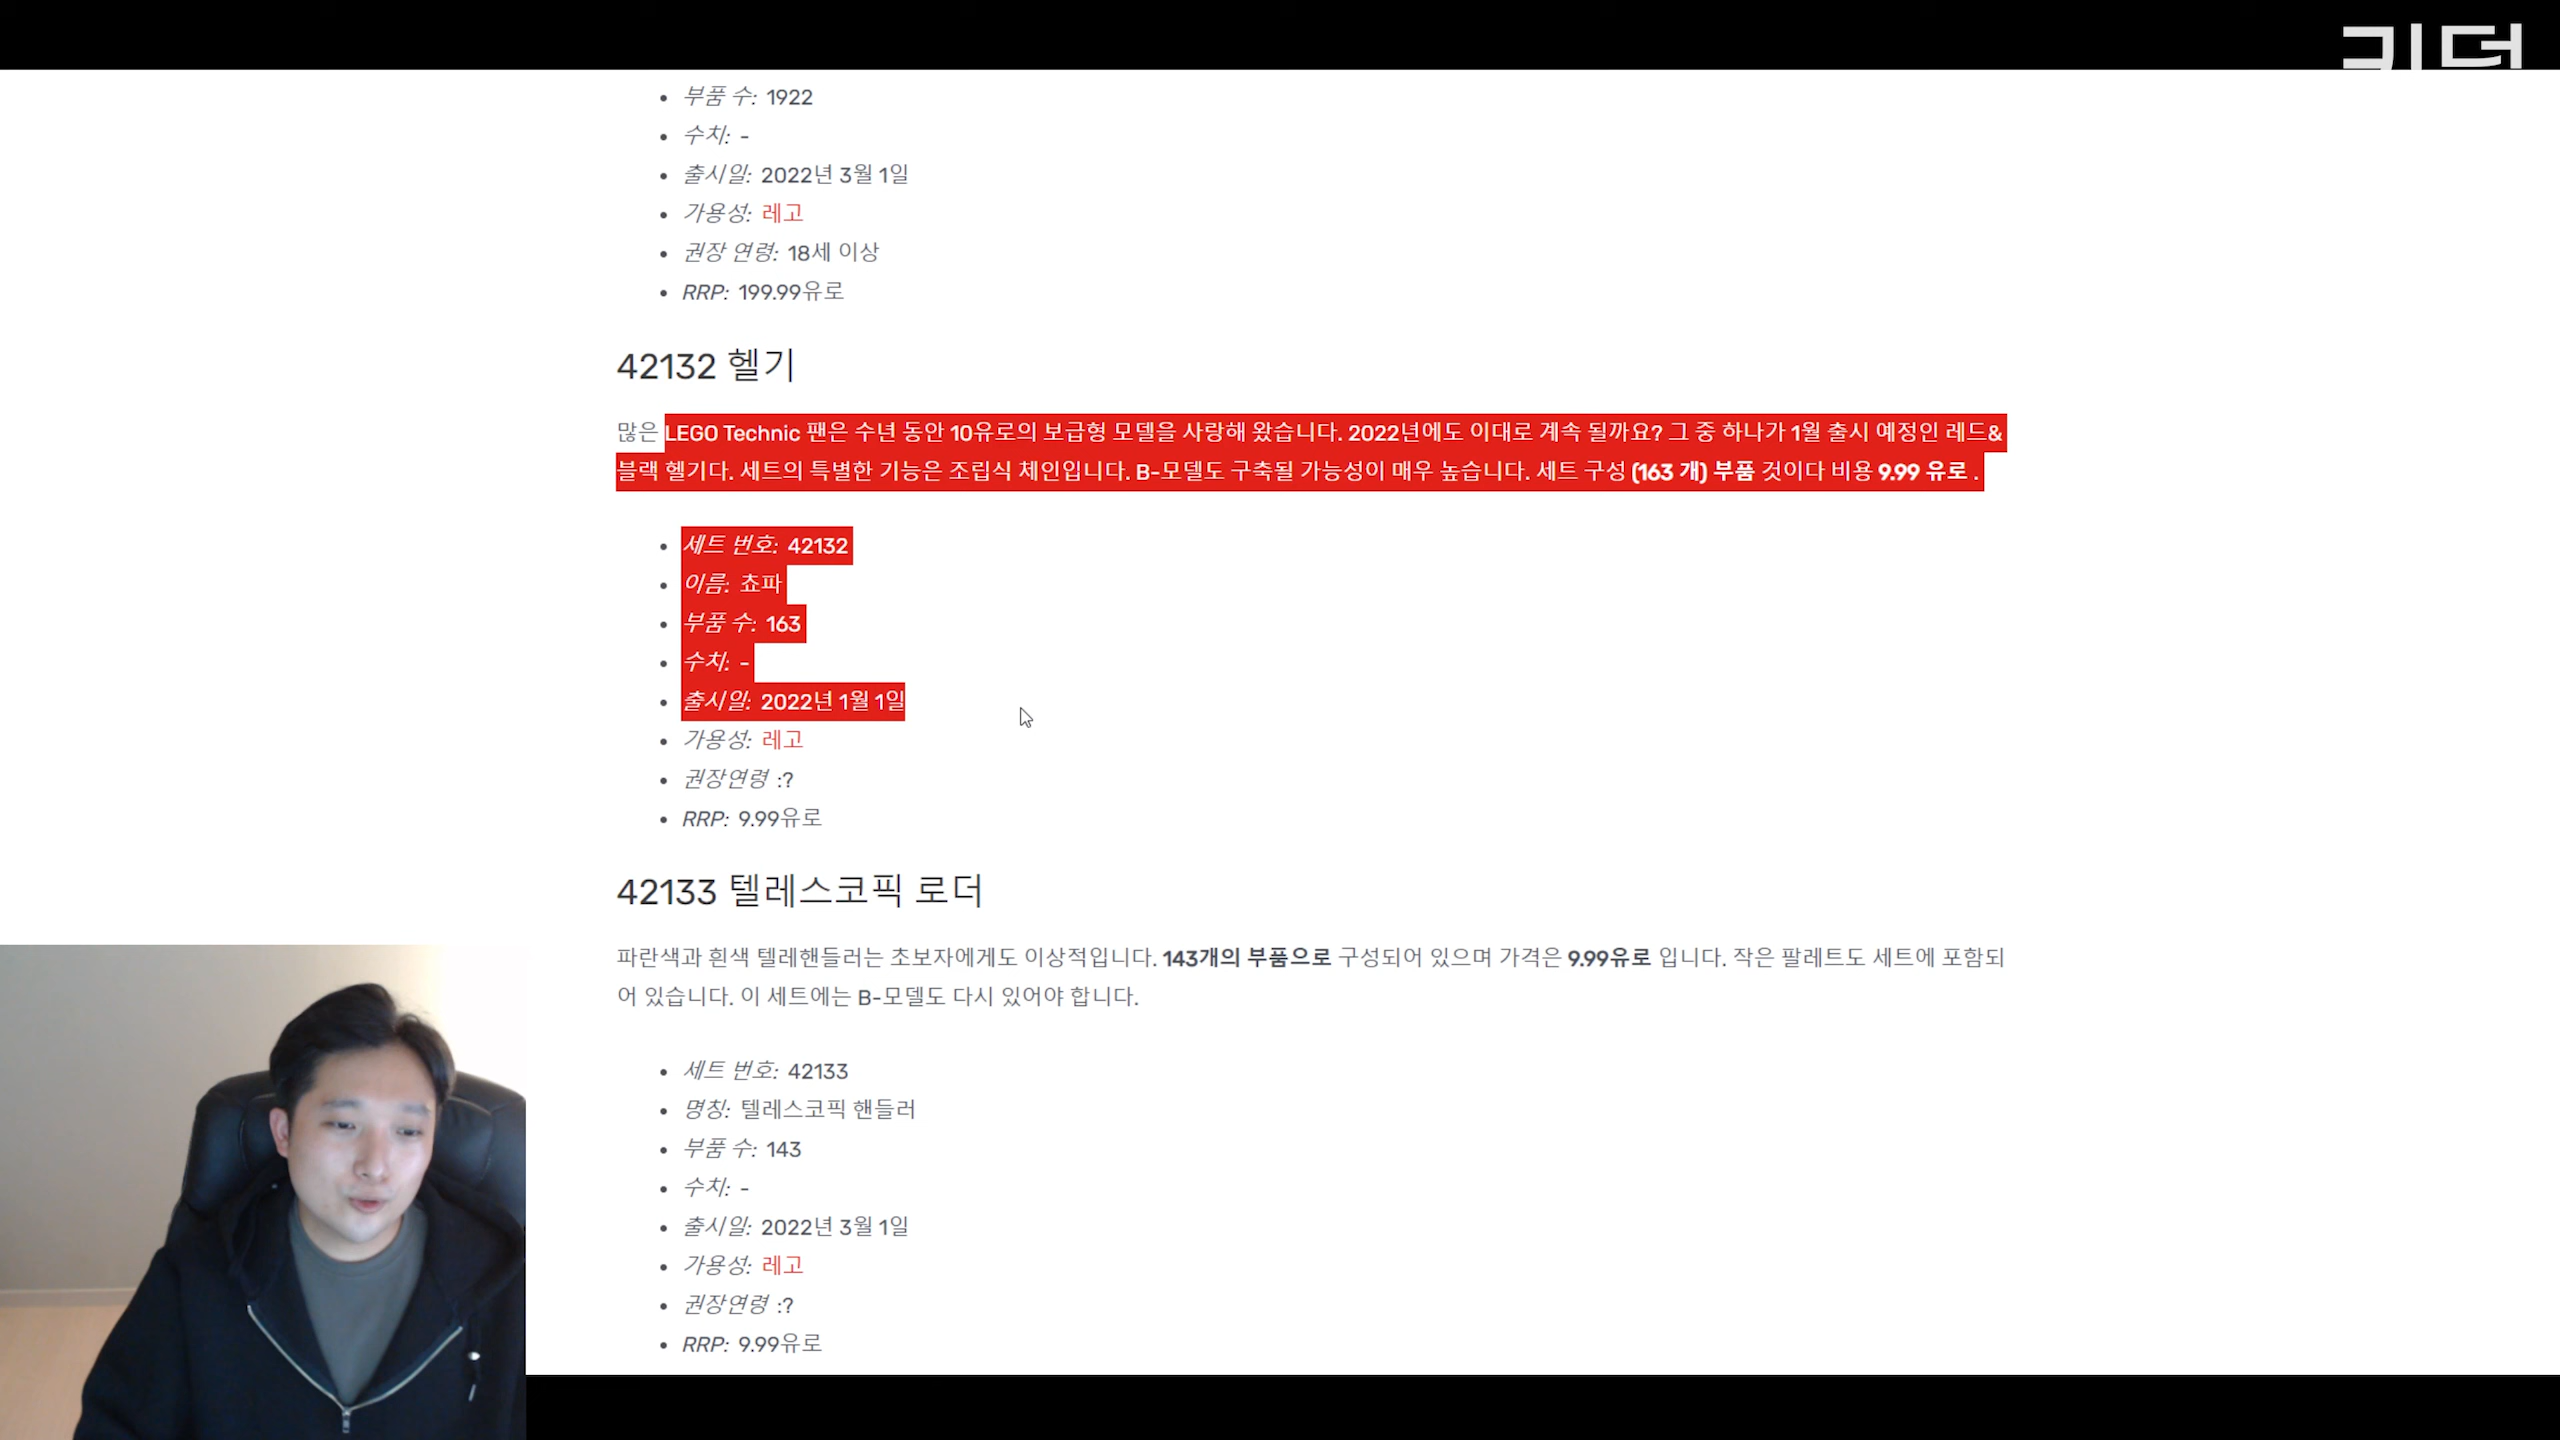 키덜
부품 수: 1922
수치: -
출시일: 2022년 3월 1일
가용성: 레고
권장 연령: 18세 이상
RRP: 199.99유로
42132 헬기
많은 LEGO Technic 팬은 수년 동안 10유로의 보급형 모델을 사랑해 왔습니다. 2022년에도 이대로 계속 될까요? 그 중 하나가 1월 출시 예정인 레드&
블랙 헬기다. 세트의 특별한 기능은 조립식 체인입니다. B-모델도 구축될 가능성이 매우 높습니다. 세트 구성 (163 개) 부품 것이다 비용 9.99 유로 .
세트 번호: 42132
이름: 쵸파
부품 수: 163
수치: -
출시일: 2022년 1월 1일
가용성: 레고
권장연령 :?
RRP: 9.99유로
42133 텔레스코픽 로더
파란색과 흰색 텔레핸들러는 초보자에게도 이상적입니다. 143개의 부품으로 구성되어 있으며 가격은 9.99유로 입니다. 작은 팔레트도 세트에 포함되
어 있습니다. 이 세트에는 B-모델도 다시 있어야 합니다.
세트 번호: 42133
명칭: 텔레스코픽 핸들러
부품 수: 143
수치: -
출시일: 2022년 3월 1일
가용성: 레고
권장연령 :?
RRP: 9.99유로